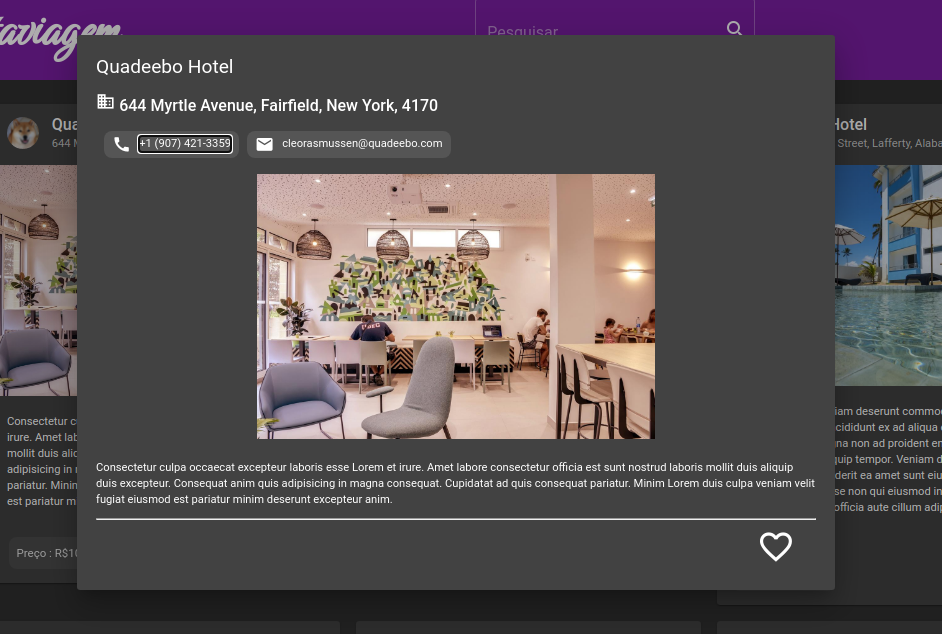 taviagem
Pesquisar
Quadeebo Hotel
644 Myrtle Avenue, Fairfield, New York, 4170
+1 (907) 421-3359
cleorasmussen@quadeebo.com
Consectetur culpa occaecat excepteur laboris esse Lorem et irure. Amet labore consectetur officia est sunt nostrud laboris mollit duis aliquip
duis excepteur. Consequat anim quis adipisicing in magna consequat. Cupidatat ad quis consequat pariatur. Minim Lorem duis culpa veniam velit
fugiat eiusmod est pariatur minim deserunt excepteur anim.
Qua
644 M
Consectetur c
irure. Amet lab
mollit duis alic
adipisicing in
pariatur. Minim
est pariatur m
Preço : R$10
Hotel
Street, Lafferty, Alaba
iam deserunt commod
cididunt ex ad aliqua
na non ad proident en
quip tempor. Veniam d
derit ea amet sunt eiu
se non qui eiusmod in
officia aute cillum adip